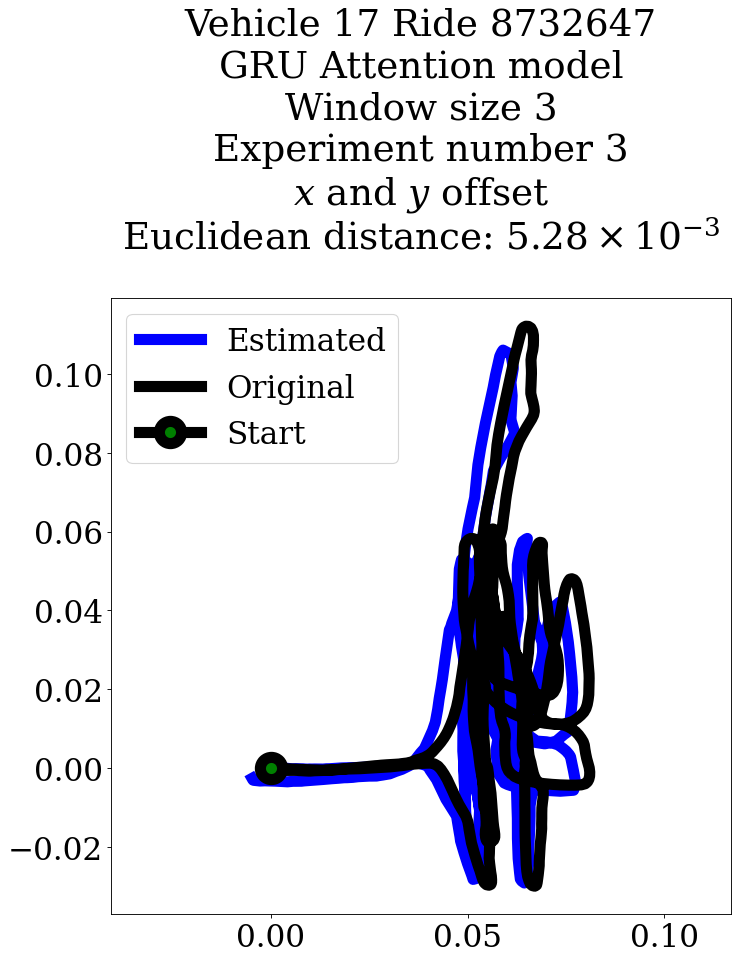 Vehicle 17 Ride 8732647
GRU Attention model
Window size 3
Experiment number 3
x and y offset
Euclidean distance: 5.28 × 10⁻³
Estimated
Original
Start
0.10
0.08
0.06
0.04
0.02
0.00
−0.02
0.00 0.05 0.10